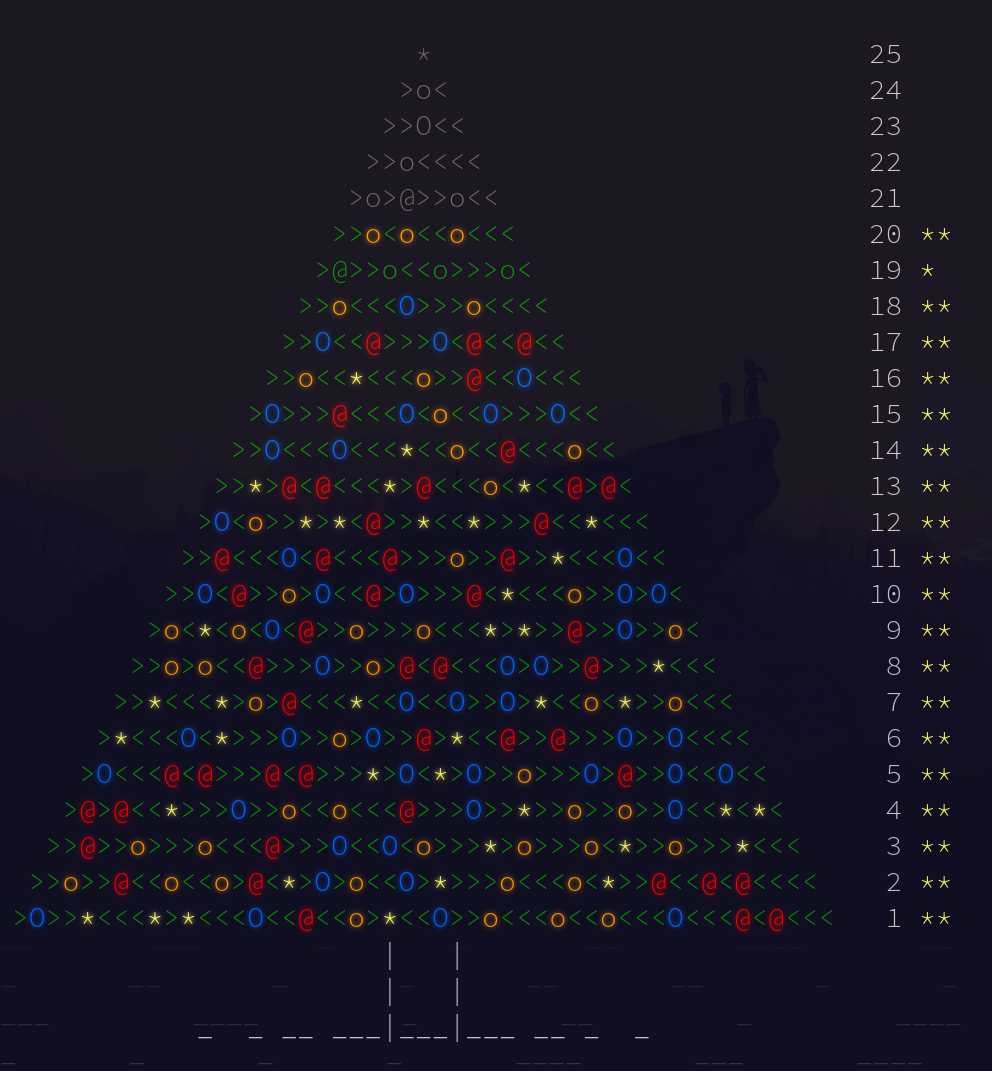 * 25
>o< 24
>>O<< 23
>>o<<<< 22
>o>@>>o<< 21
>>o<o<<o<<< 20 **
>@>>o<<o>>>o< 19 *
>>o<<<O>>>o<<<< 18 **
>>O<<@>>>O<@<<@<< 17 **
>>o<<*<<<o>>@<<O<<< 16 **
>O>>>@<<<O<o<<O>>>O<< 15 **
>>O<<<O<<<*<<o<<@<<<o<< 14 **
>>*>@<@<<<*>@<<<o<*<<@>@< 13 **
>O<o>>*>*<@>>*<<*>>>@<<*<<< 12 **
>>@<<<O>@<<<@>>>o>>@>>*<<<O<< 11 **
>>O<@>>o>O<<@>O>>>@<*<<<o>>O>O< 10 **
>o<*<o<O<@>>o>>>o<<<*>*>>@>>O>>o< 9 **
>>o>o<<@>>>O>>o<@<@<<<O>O>>@>>>*<<< 8 **
>>*<<<*>o<@<<<*<<O<<O>>O>*<<o>*>>o<<< 7 **
>*<<<O>*>>>O>>o>O>>@>*<<@>>@>>>O>>O<<<< 6 **
>O<<<@>@>>>@<@>>>*>O<*>O>>o>>>O>@>>O<<O<< 5 **
>@>@<<*>>>O>>o<<o<<<@>>>O>>*>>o>>o>>O<<*>*< 4 **
>>@>>o>>>o<<<@>>>O<<O<o>>>*>o>>>o<*>>o>>>*<<< 3 **
>>o>>@<<o<<o<@<*>O>o<<O>*>>>o<<<o<*>>@<<@<@<<<< 2 **
>O>>*<<<*>*<<<O<<@<<o>*<<O>>o<<<o<<o<<<O<<<@<@<<< 1 **